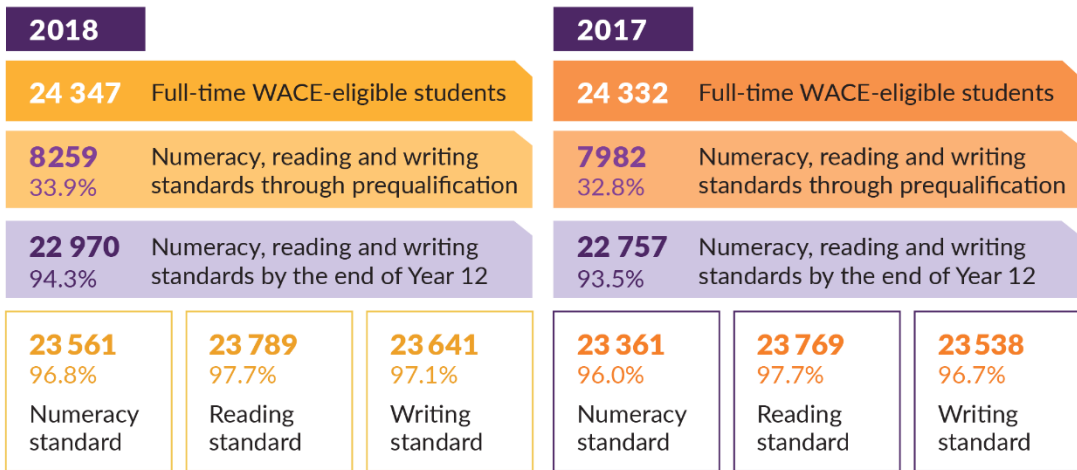 2018
24 347 Full-time WACE-eligible students
8259 Numeracy, reading and writing
33.9% standards through prequalification
22 970 Numeracy, reading and writing
94.3% standards by the end of Year 12
23 561
96.8%
Numeracy
standard
23 789
97.7%
Reading
standard
23 641
97.1%
Writing
standard
2017
24 332 Full-time WACE-eligible students
7982 Numeracy, reading and writing
32.8% standards through prequalification
22 757 Numeracy, reading and writing
93.5% standards by the end of Year 12
23 361
96.0%
Numeracy
standard
23 769
97.7%
Reading
standard
23 538
96.7%
Writing
standard